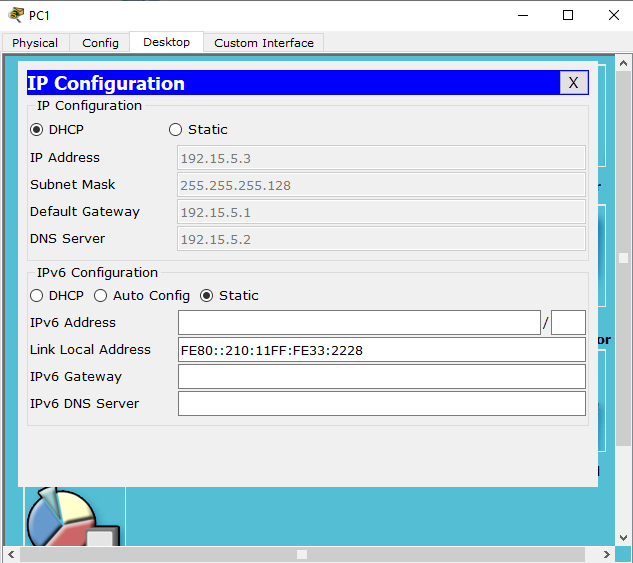 PC1
Physical Config Desktop Custom Interface
IP Configuration X
IP Configuration
DHCP Static
IP Address 192.15.5.3
Subnet Mask 255.255.255.128
Default Gateway 192.15.5.1
DNS Server 192.15.5.2
IPv6 Configuration
DHCP Auto Config Static
IPv6 Address /
Link Local Address FE80::210:11FF:FE33:2228
IPv6 Gateway
IPv6 DNS Server